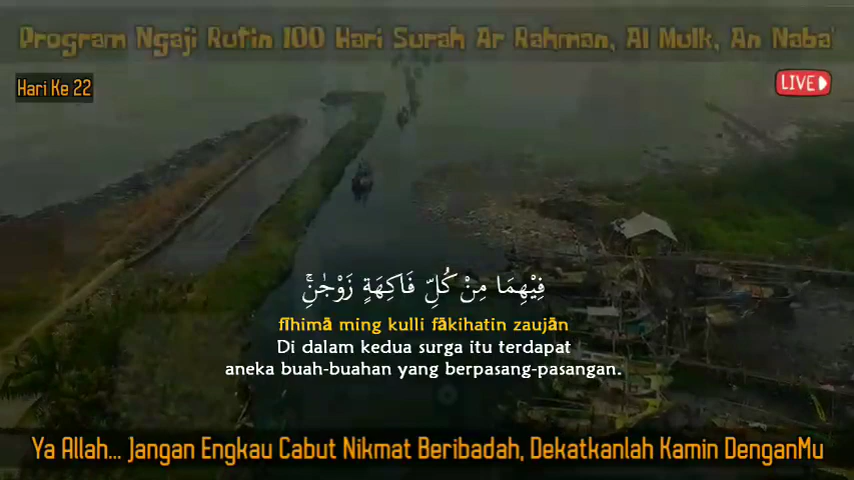 Program Ngaji Rutin 100 Hari Surah Ar Rahman, Al Mulk, An Naba'
Hari Ke 22
LIVE
فِيْهِمَا مِنْ كُلِّ فَاكِهَةٍ زَوْجٰنِۚ
fīhimā ming kulli fākihatin zaujān
Di dalam kedua surga itu terdapat
aneka buah-buahan yang berpasang-pasangan.
Ya Allah... Jangan Engkau Cabut Nikmat Beribadah, Dekatkanlah Kamin DenganMu